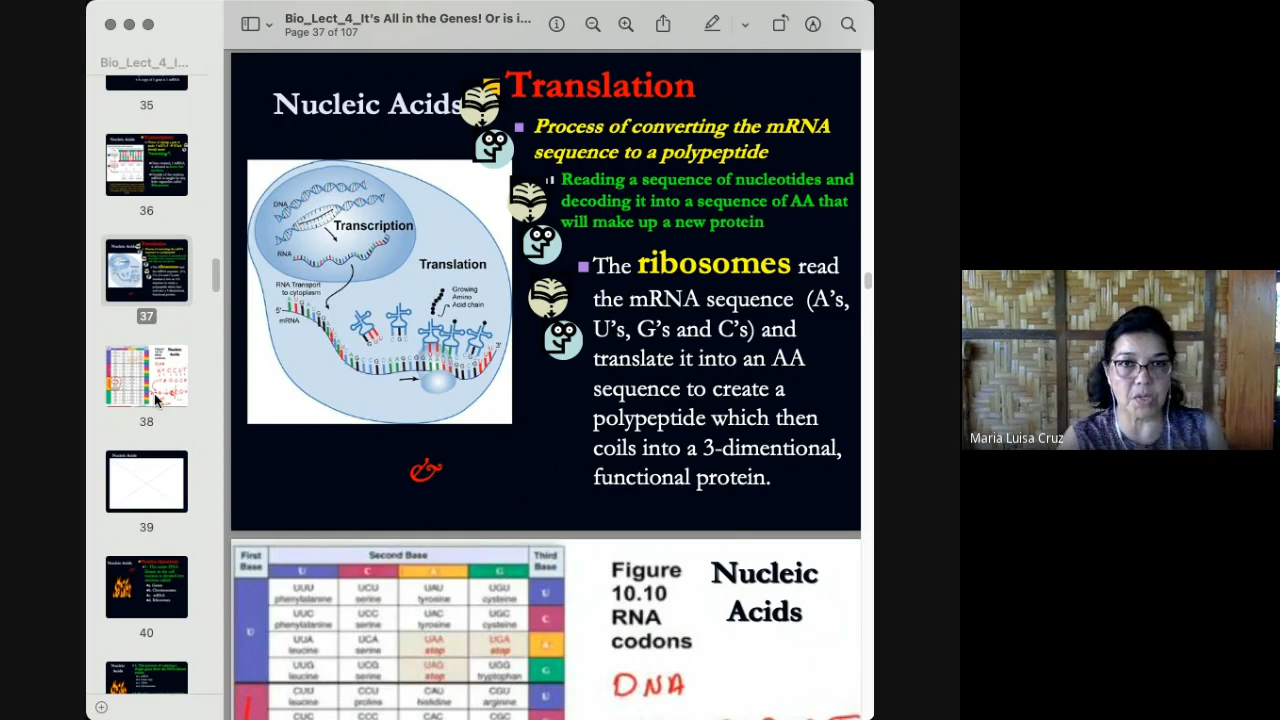 Bio_Lect_4_It's All in the Genes! Or is i...
Page 37 of 107
Bio_Lect_4_I...
35
36
37
38
39
40
Nucleic Acids
Translation
Process of converting the mRNA
sequence to a polypeptide
Reading a sequence of nucleotides and
decoding it into a sequence of AA that
will make up a new protein
The ribosomes read
the mRNA sequence (A's,
U's, G's and C's) and
translate it into an AA
sequence to create a
polypeptide which then
coils into a 3-dimentional,
functional protein.
DNA
Transcription
RNA
Translation
RNA Transport
to cytoplasm
Growing
Amino
Acid chain
5'
mRNA
3'
&
First
Base
Second Base
Third
Base
U C A G
UUU UCU UAU UGU U
phenylalanine serine tyrosine cysteine
UUC UCC UAC UGC C
phenylalanine serine tyrosine cysteine
U
UUA UCA UAA UGA A
leucine serine stop stop
UUG UCG UAG UGG G
leucine serine stop tryptophan
CUU CCU CAU CGU U
leucine proline histidine arginine
CUC CCC CAC CGC
Figure
10.10
RNA
codons
Nucleic
Acids
DNA
Maria Luisa Cruz